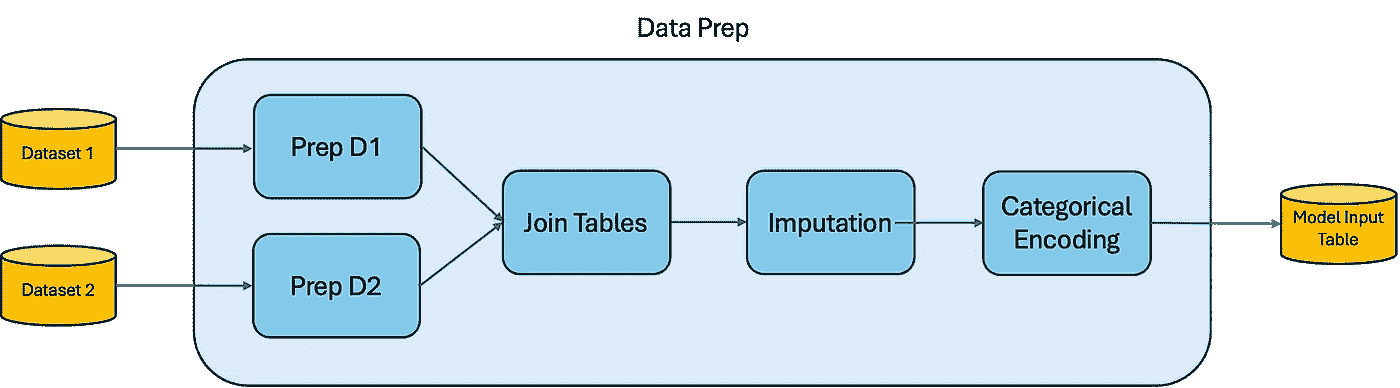 Data Prep
Dataset 1
Prep D1
Dataset 2
Prep D2
Join Tables
Imputation
Categorical
Encoding
Model Input
Table